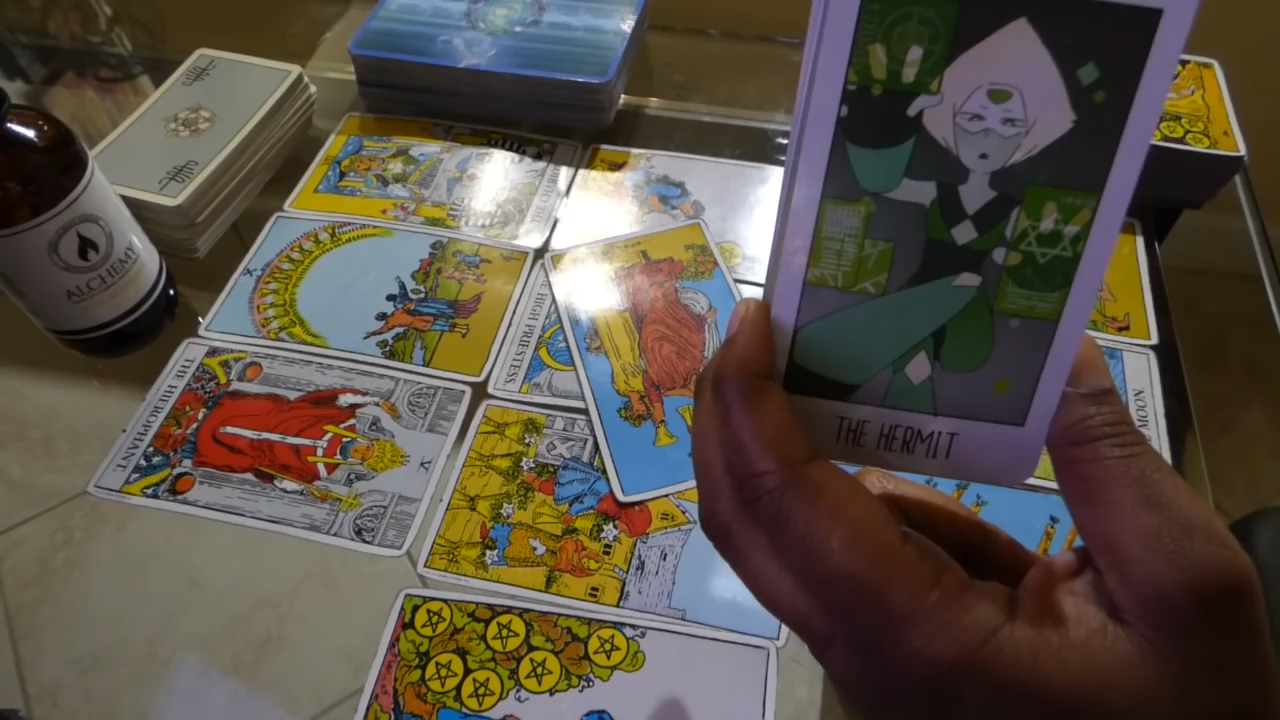 ALCHEMY
X
THE HIGH PRIESTESS.
THE HIEROPHANT.
V
MOON.
THE HERMIT